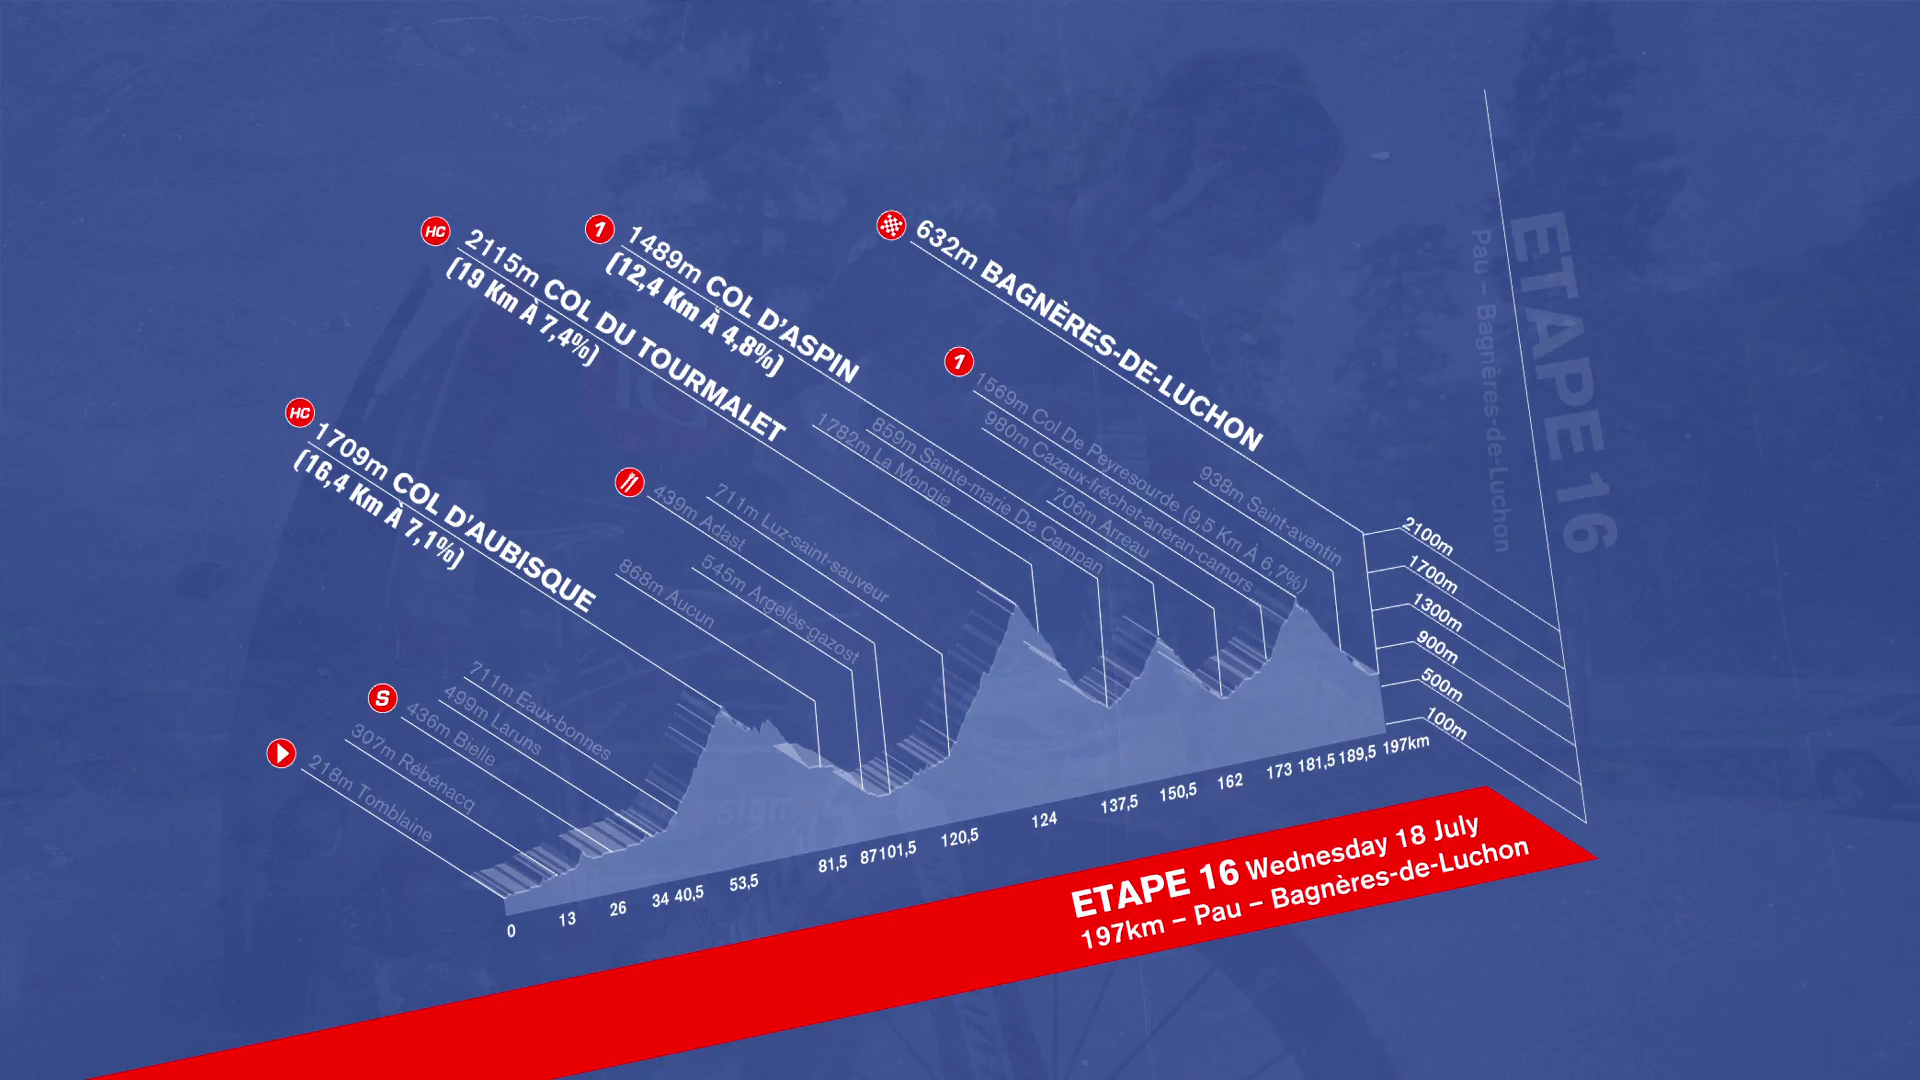 HC
2115m COL DU TOURMALET
(19 Km À 7,4%)
1
1489m COL D'ASPIN
(12,4 Km À 4,8%)
632m BAGNÈRES-DE-LUCHON
1
1569m Col De Peyresourde (9,5 Km À 6,7%)
980m Cazaux-fréchet-anéran-camors
938m Saint-aventin
859m Sainte-marie De Campan
1782m La Mongie
706m Arreau
HC
1709m COL D'AUBISQUE
(16,4 Km À 7,1%)
711m Luz-saint-sauveur
439m Adast
545m Argelès-gazost
868m Aucun
711m Eaux-bonnes
499m Laruns
S
436m Bielle
307m Rébénacq
218m Tomblaine
2100m
1700m
1300m
900m
500m
100m
0 13 26 34 40,5 53,5 81,5 87 101,5 120,5 124 137,5 150,5 162 173 181,5 189,5 197km
ETAPE 16
Pau – Bagnères-de-Luchon
ETAPE 16 Wednesday 18 July
197km – Pau – Bagnères-de-Luchon